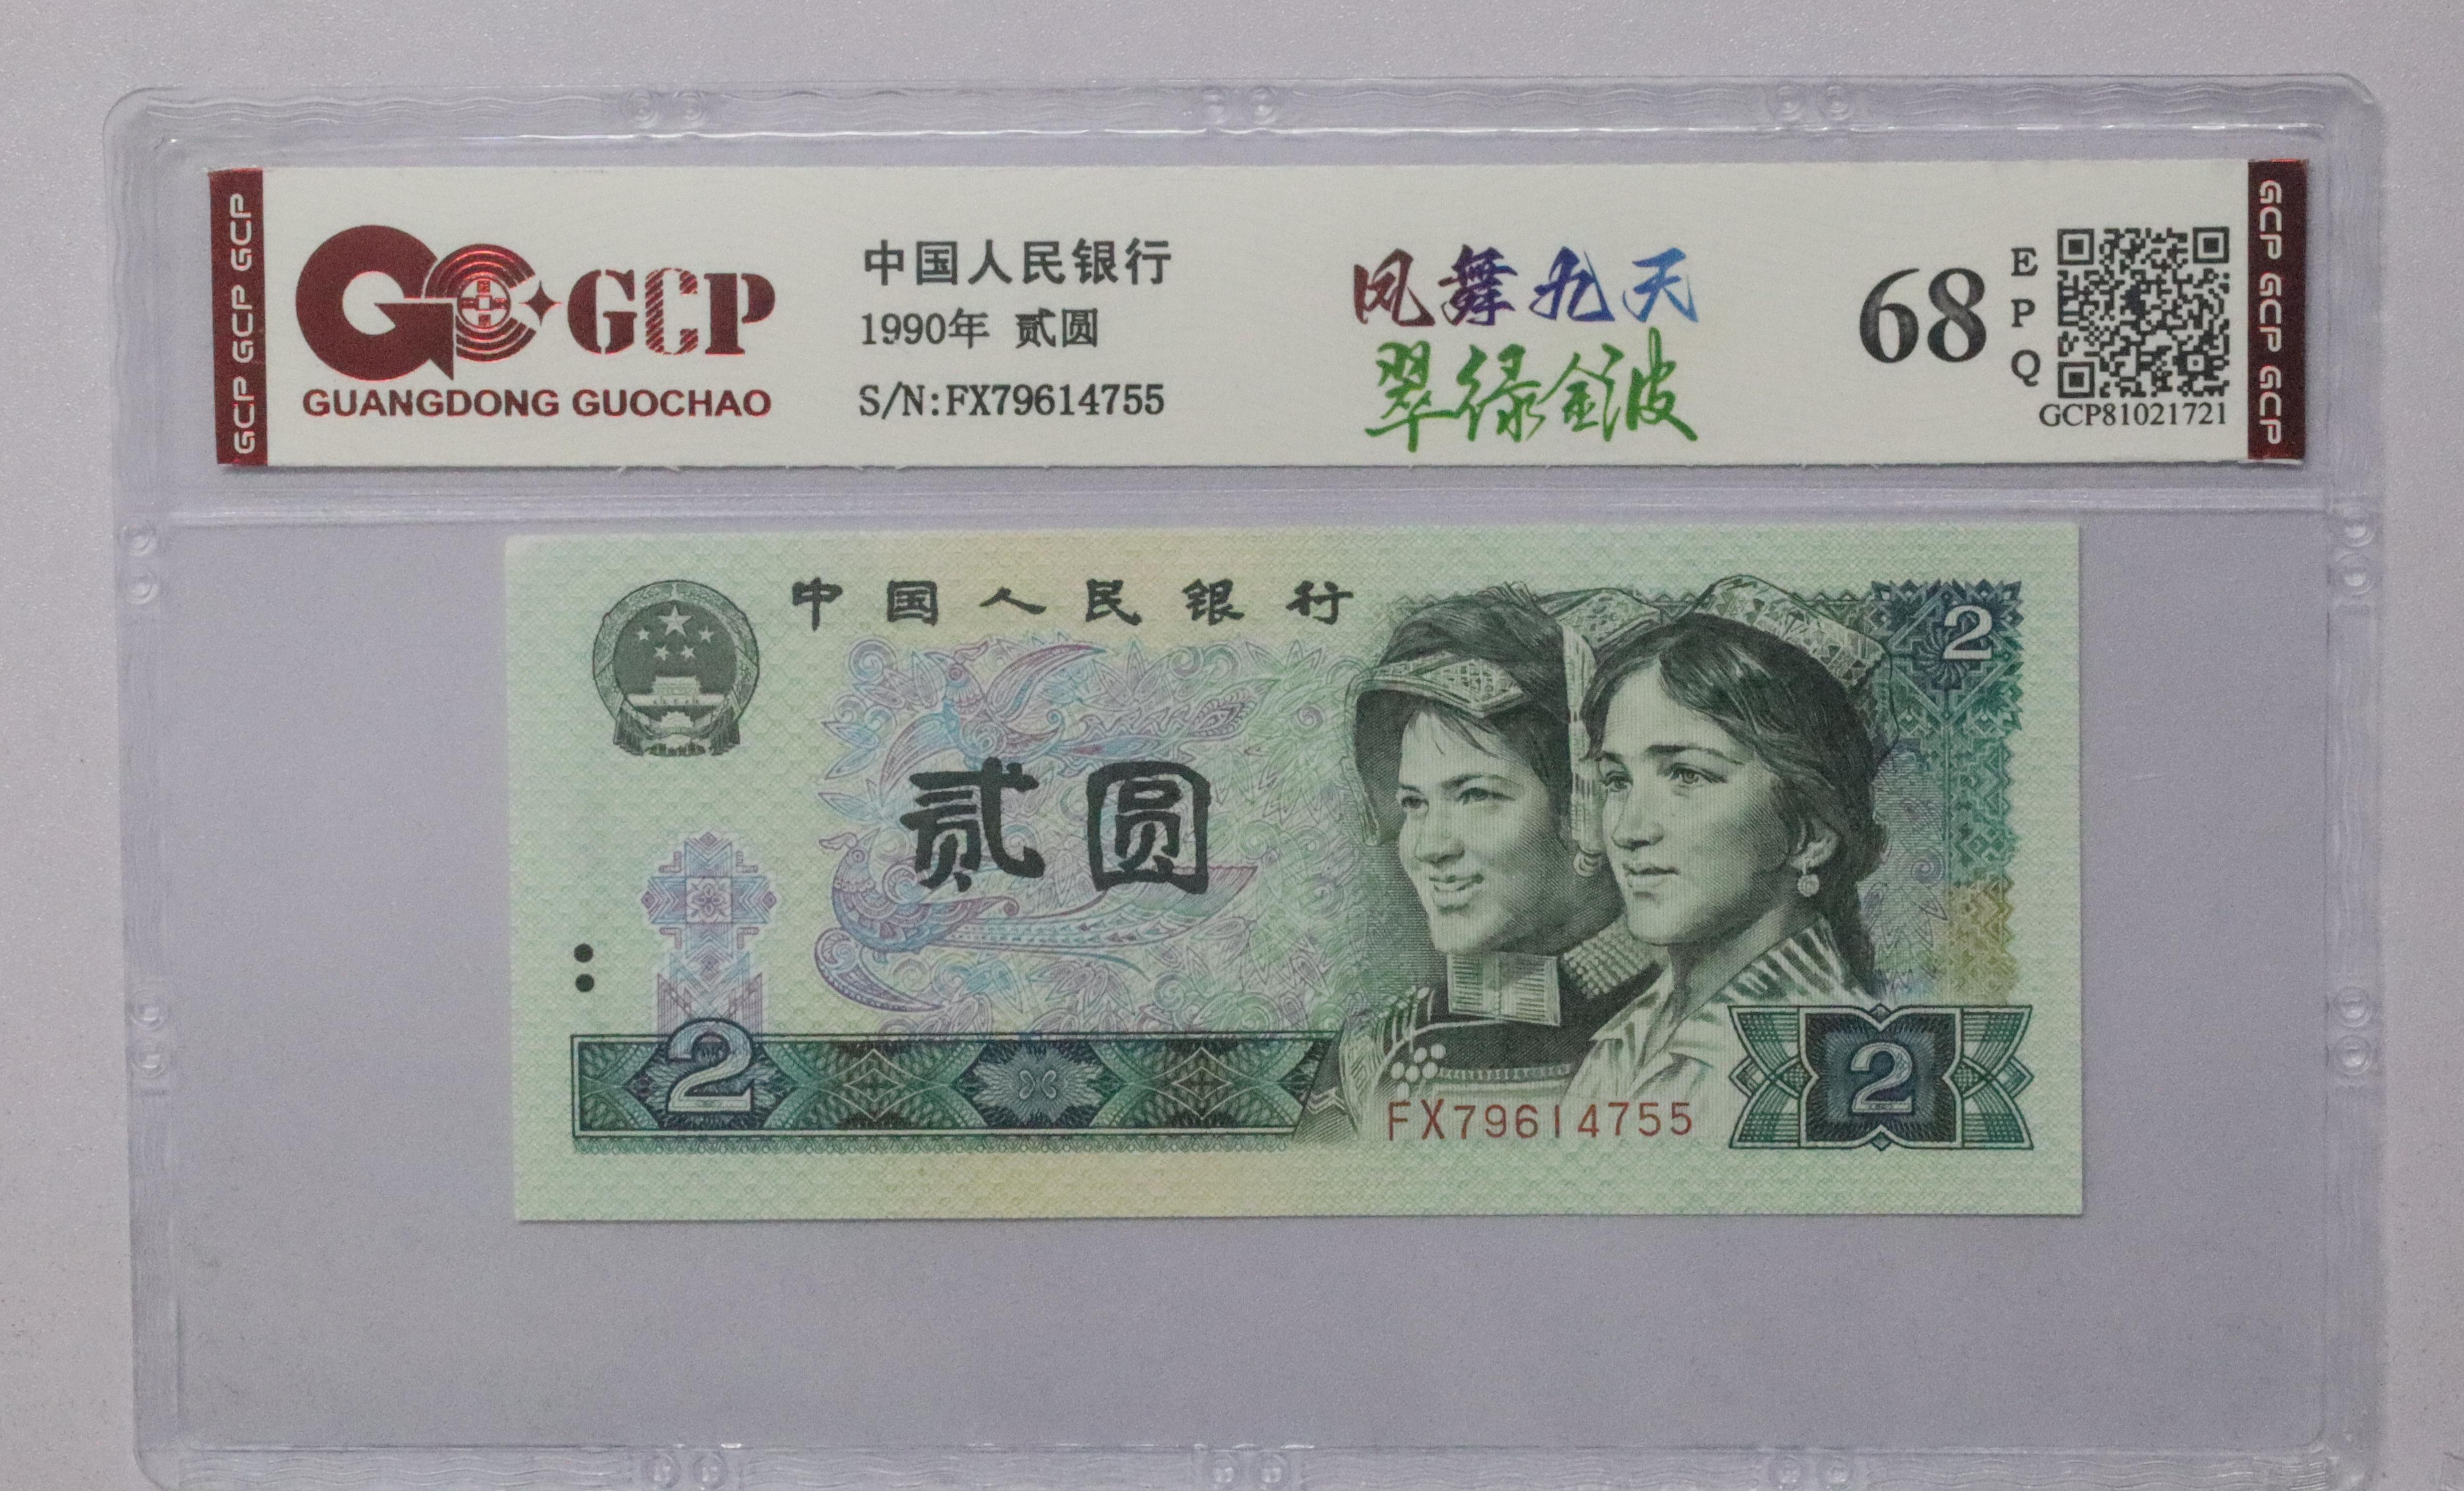 GCP GCP GCP
GCP
GUANGDONG GUOCHAO
中国人民银行
1990年 贰圆
S/N:FX79614755
凤舞九天
翠绿金波
68
E
P
Q
GCP81021721
GCP GCP GCP
中国人民银行
2
贰圆
2
FX79614755
2